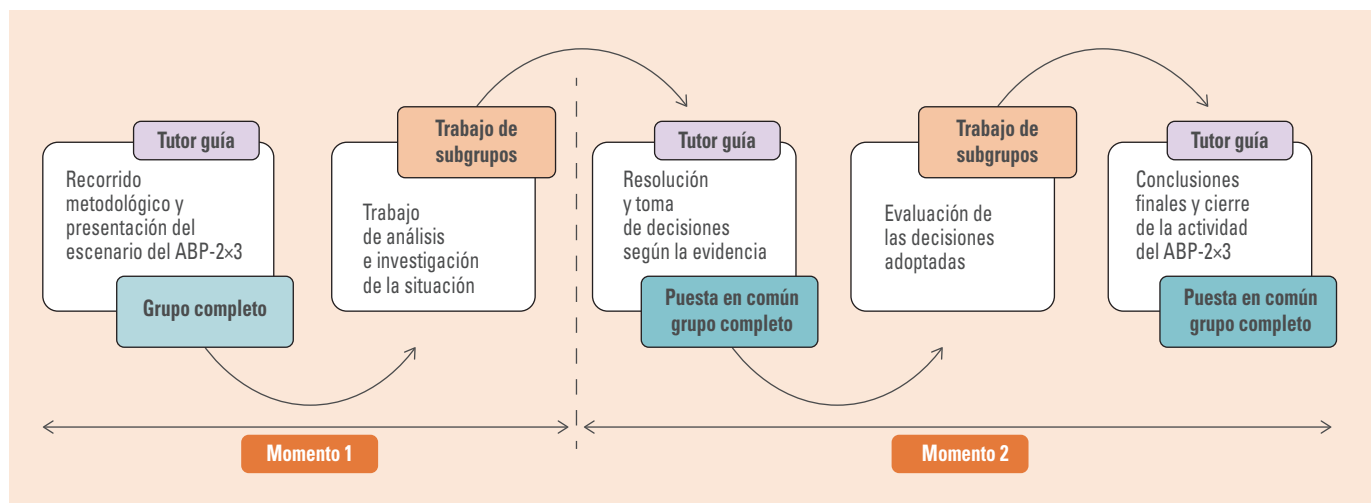 Tutor guía
Recorrido
metodológico y
presentación del
escenario del ABP-2×3
Grupo completo
Trabajo de
subgrupos
Trabajo
de análisis
e investigación
de la situación
Tutor guía
Resolución
y toma
de decisiones
según la evidencia
Puesta en común
grupo completo
Trabajo de
subgrupos
Evaluación de
las decisiones
adoptadas
Tutor guía
Conclusiones
finales y cierre
de la actividad
del ABP-2×3
Puesta en común
grupo completo
Momento 1
Momento 2